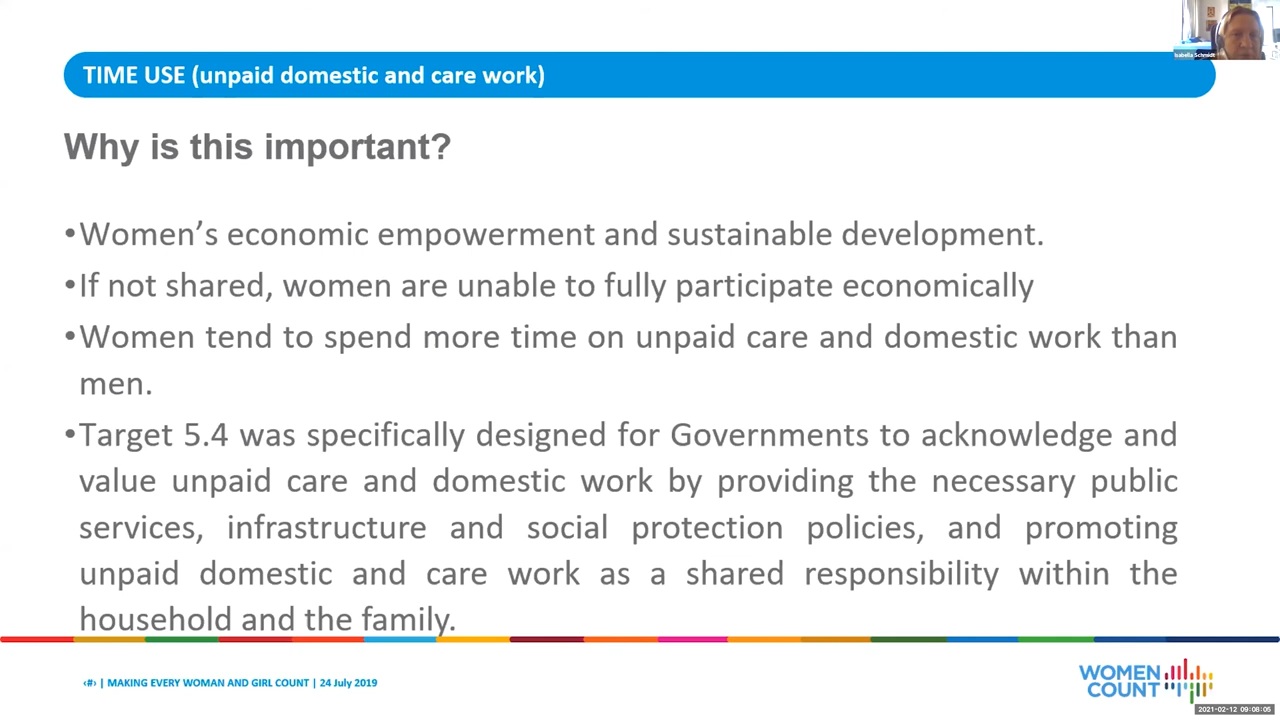 Isabella Schmidt
TIME USE (unpaid domestic and care work)
Why is this important?
•Women’s economic empowerment and sustainable development.
•If not shared, women are unable to fully participate economically
•Women tend to spend more time on unpaid care and domestic work than
men.
•Target 5.4 was specifically designed for Governments to acknowledge and
value unpaid care and domestic work by providing the necessary public
services, infrastructure and social protection policies, and promoting
unpaid domestic and care work as a shared responsibility within the
household and the family.
‹#› | MAKING EVERY WOMAN AND GIRL COUNT | 24 July 2019
WOMEN
COUNT
2021-02-12 09:08:05